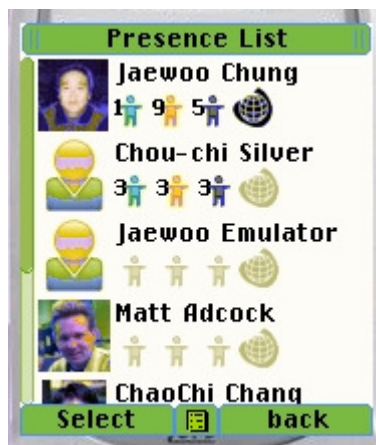 Presence List
Jaewoo Chung
1 9 5
Chou-chi Silver
3 3 3
Jaewoo Emulator
Matt Adcock
ChaoChi Chang
Select back